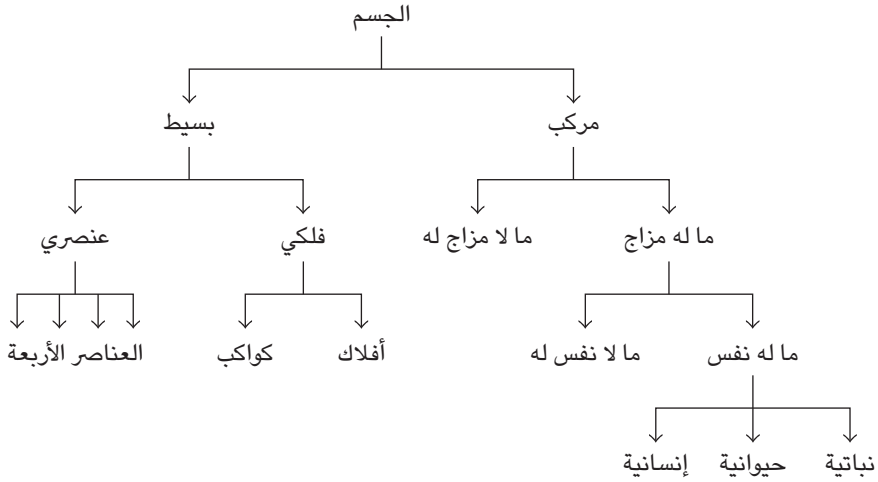 الجسم
مركب
بسيط
ما له مزاج
ما لا مزاج له
فلكي
عنصري
ما له نفس
ما لا نفس له
أفلاك
كواكب
العناصر الأربعة
نباتية
حيوانية
إنسانية